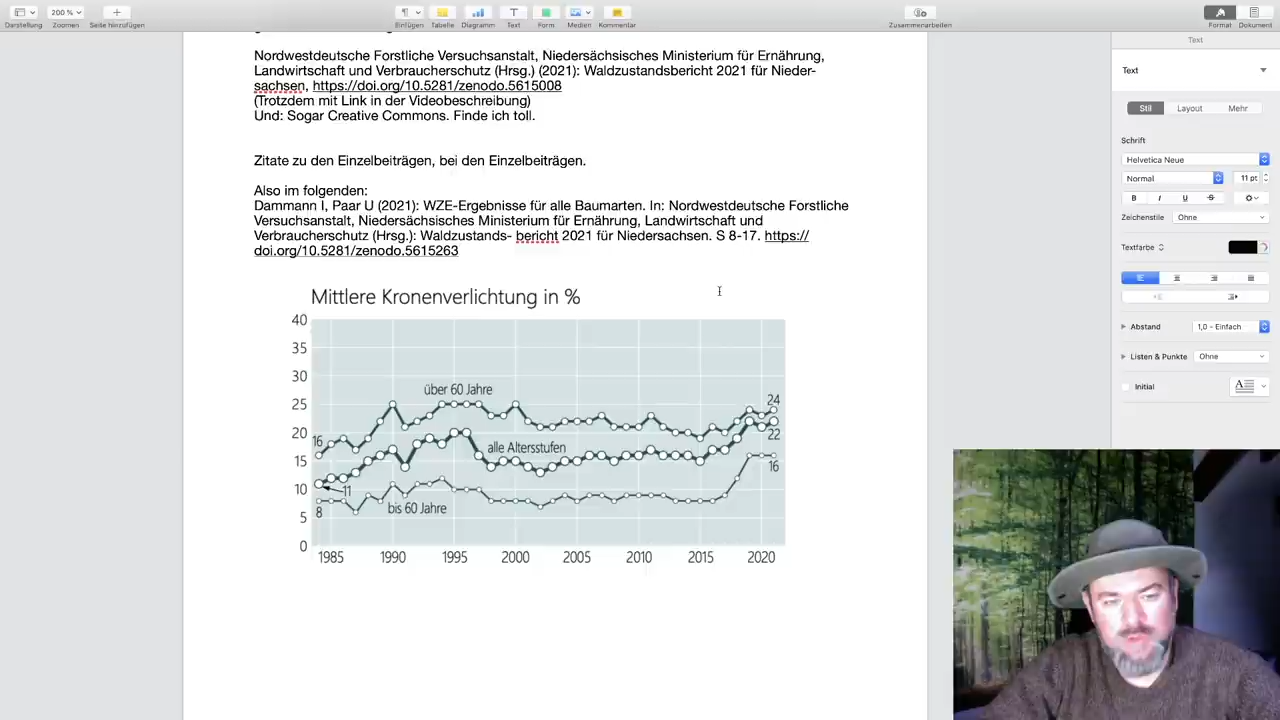 200 %
Darstellung
Zoomen
Seite hinzufügen
Einfügen
Tabelle
Diagramm
Text
Form
Medien
Kommentar
Zusammenarbeiten
Format
Dokument
Nordwestdeutsche Forstliche Versuchsanstalt, Niedersächsisches Ministerium für Ernährung,
Landwirtschaft und Verbraucherschutz (Hrsg.) (2021): Waldzustandsbericht 2021 für Nieder-
sachsen, https://doi.org/10.5281/zenodo.5615008
(Trotzdem mit Link in der Videobeschreibung)
Und: Sogar Creative Commons. Finde ich toll.
Zitate zu den Einzelbeiträgen, bei den Einzelbeiträgen.
Also im folgenden:
Dammann I, Paar U (2021): WZE-Ergebnisse für alle Baumarten. In: Nordwestdeutsche Forstliche
Versuchsanstalt, Niedersächsisches Ministerium für Ernährung, Landwirtschaft und
Verbraucherschutz (Hrsg.): Waldzustands- bericht 2021 für Niedersachsen. S 8-17. https://
doi.org/10.5281/zenodo.5615263
Mittlere Kronenverlichtung in %
40
35
30
25
20
15
10
5
0
über 60 Jahre
alle Altersstufen
bis 60 Jahre
16
11
8
24
22
16
1985 1990 1995 2000 2005 2010 2015 2020
Text
Text
Stil Layout Mehr
Schrift
Helvetica Neue
Normal 11 pt
B I U S
Zeichenstile Ohne
Textfarbe
Abstand 1,0 - Einfach
Listen & Punkte Ohne
Initial